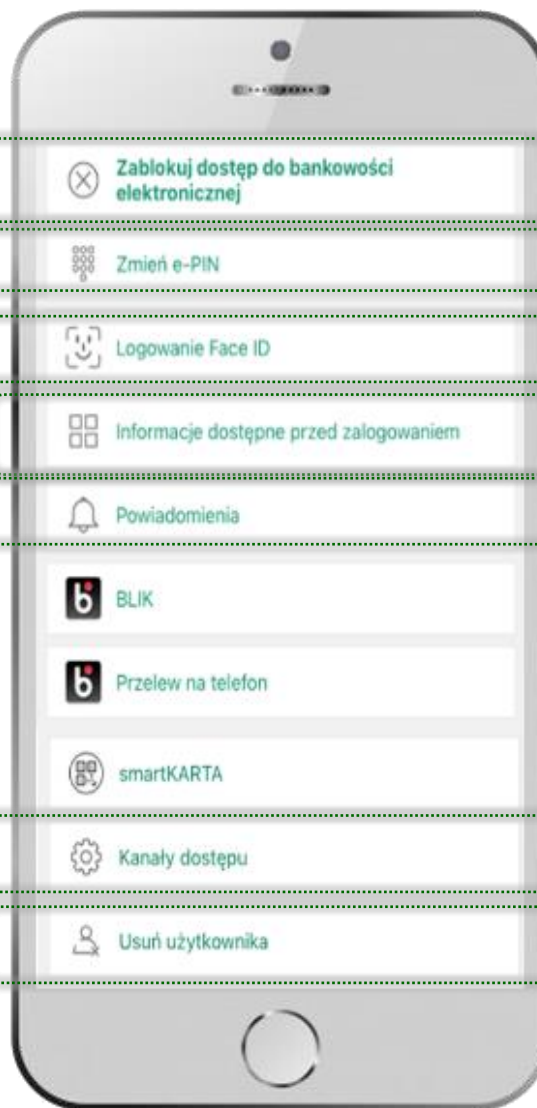 Zablokuj dostęp do bankowości
elektronicznej
Zmień e-PIN
Logowanie Face ID
Informacje dostępne przed zalogowaniem
Powiadomienia
BLIK
Przelew na telefon
smartKARTA
Kanały dostępu
Usuń użytkownika